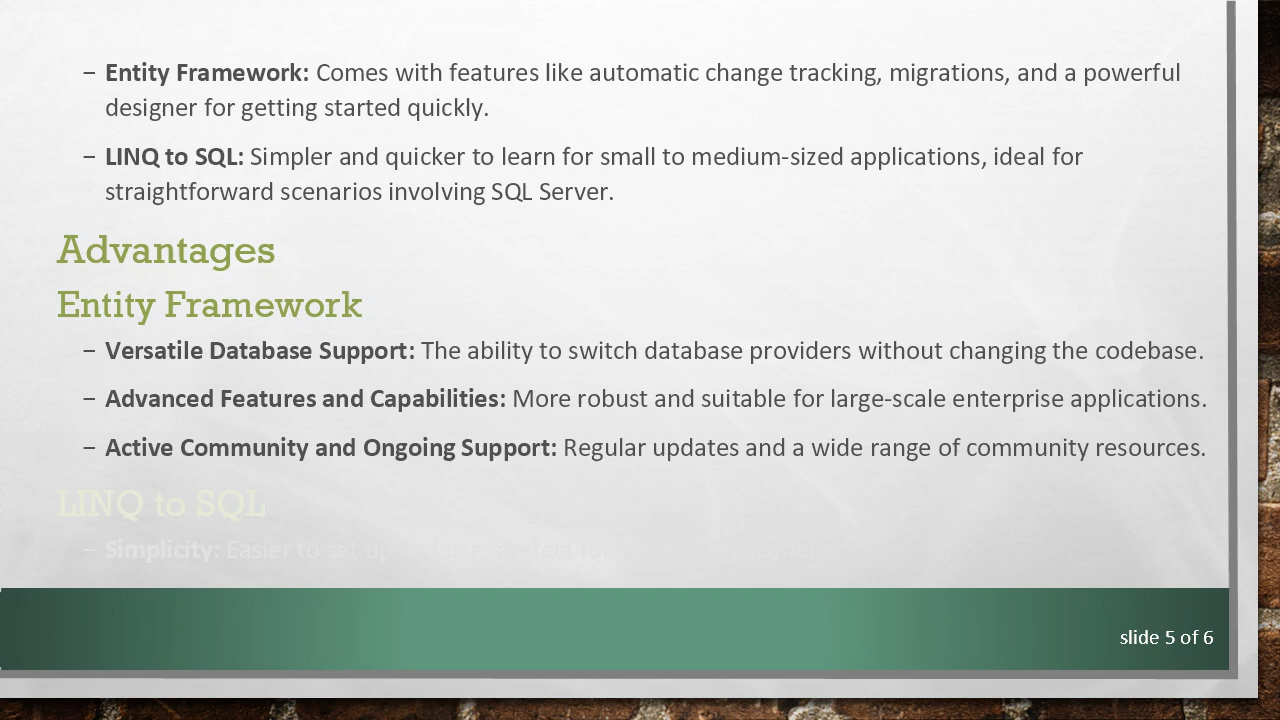 – Entity Framework: Comes with features like automatic change tracking, migrations, and a powerful
designer for getting started quickly.
– LINQ to SQL: Simpler and quicker to learn for small to medium-sized applications, ideal for
straightforward scenarios involving SQL Server.
Advantages
Entity Framework
– Versatile Database Support: The ability to switch database providers without changing the codebase.
– Advanced Features and Capabilities: More robust and suitable for large-scale enterprise applications.
– Active Community and Ongoing Support: Regular updates and a wide range of community resources.
LINQ to SQL
– Simplicity: Easier to set up and use. Perfect for
slide 5 of 6